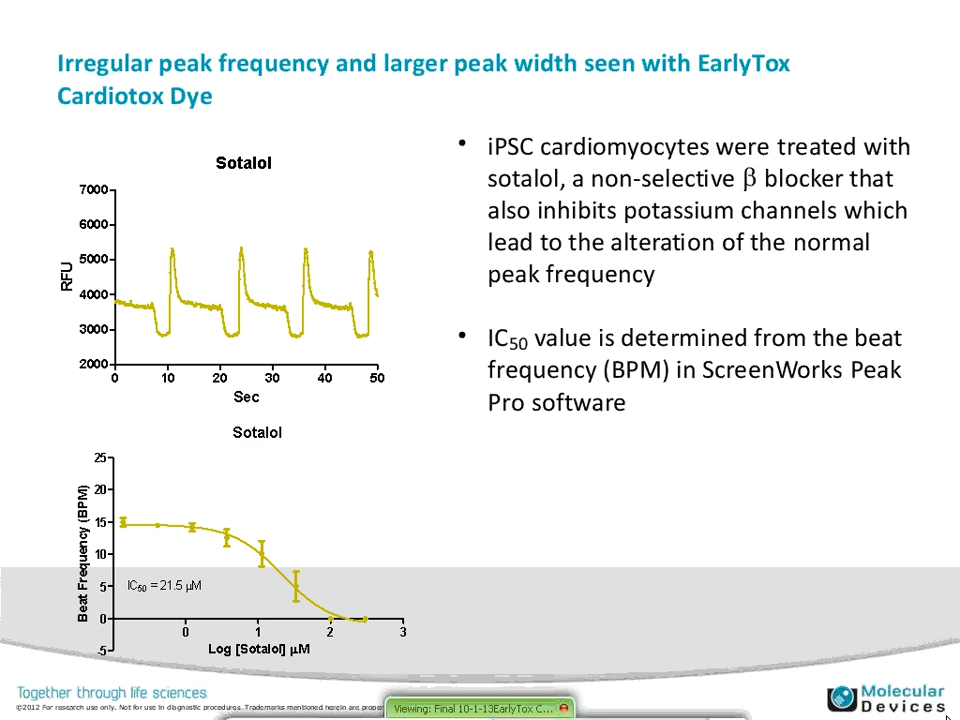 Irregular peak frequency and larger peak width seen with EarlyTox
Cardiotox Dye
Sotalol
7000
6000
5000
4000
3000
2000
RFU
0 10 20 30 40 50
Sec
• iPSC cardiomyocytes were treated with
sotalol, a non-selective β blocker that
also inhibits potassium channels which
lead to the alteration of the normal
peak frequency
• IC50 value is determined from the beat
frequency (BPM) in ScreenWorks Peak
Pro software
Sotalol
25
20
15
10
5
0
-5
Beat Frequency (BPM)
IC50 = 21.5 µM
0 1 2 3
Log [Sotalol] µM
Together through life sciences
©2012 For research use only. Not for use in diagnostic procedures. Trademarks mentioned herein are
Viewing: Final 10-1-13EarlyTox C...
Molecular
Devices